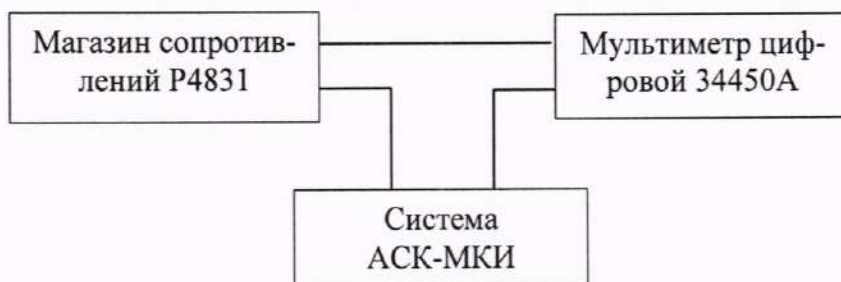 Магазин сопротив-
лений Р4831
Мультиметр циф-
ровой 34450А
Система
АСК-МКИ